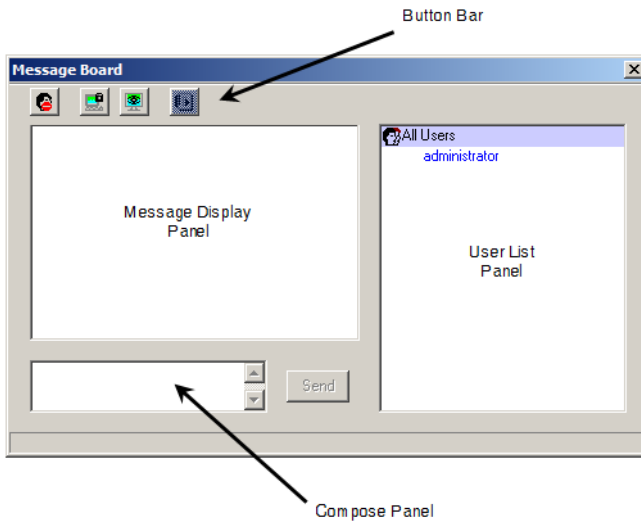 Button Bar
Message Board
All Users
administrator
Message Display
Panel
User List
Panel
Send
Compose Panel